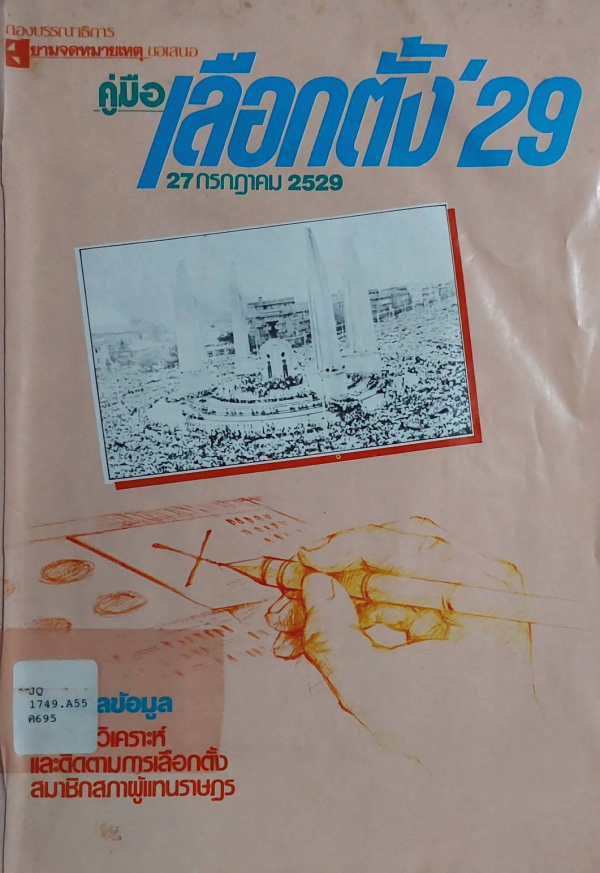 กองบรรณาธิการ
สยามจดหมายเหตุ ขอเสนอ
คู่มือ
เลือกตั้ง '29
27 กรกฎาคม 2529
JQ
1749.A55
ค695
ลข้อมูล
วิเคราะห์
และติดตามการเลือกตั้ง
สมาชิกสภาผู้แทนราษฎร